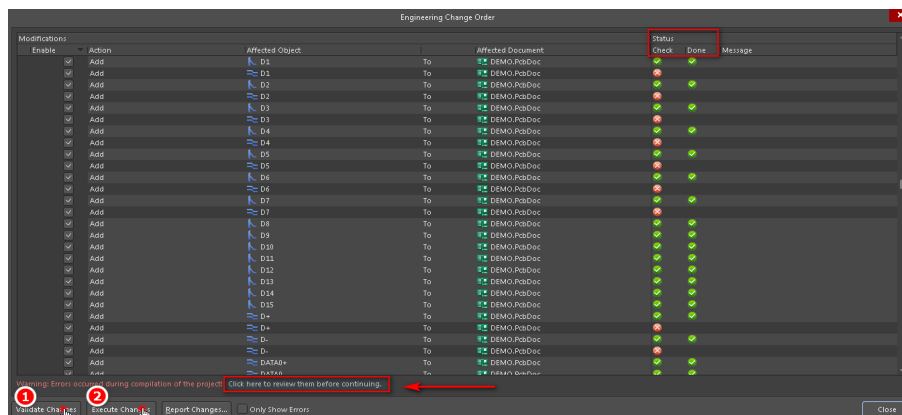 Engineering Change Order
Modifications Status
Enable Action Affected Object Affected Document Check Done Message
Add D1 To DEMO.PcbDoc
Add D1 To DEMO.PcbDoc
Add D2 To DEMO.PcbDoc
Add D2 To DEMO.PcbDoc
Add D3 To DEMO.PcbDoc
Add D3 To DEMO.PcbDoc
Add D4 To DEMO.PcbDoc
Add D4 To DEMO.PcbDoc
Add D5 To DEMO.PcbDoc
Add D5 To DEMO.PcbDoc
Add D6 To DEMO.PcbDoc
Add D6 To DEMO.PcbDoc
Add D7 To DEMO.PcbDoc
Add D7 To DEMO.PcbDoc
Add D8 To DEMO.PcbDoc
Add D9 To DEMO.PcbDoc
Add D10 To DEMO.PcbDoc
Add D11 To DEMO.PcbDoc
Add D12 To DEMO.PcbDoc
Add D13 To DEMO.PcbDoc
Add D14 To DEMO.PcbDoc
Add D15 To DEMO.PcbDoc
Add D+ To DEMO.PcbDoc
Add D+ To DEMO.PcbDoc
Add D- To DEMO.PcbDoc
Add D- To DEMO.PcbDoc
Add DATA0+ To DEMO.PcbDoc
Add To DEMO.PcbDoc
Warning: Errors occurred during compilation of the project! Click here to review them before continuing.
1 2
Validate Changes Execute Changes Report Changes... Only Show Errors Close